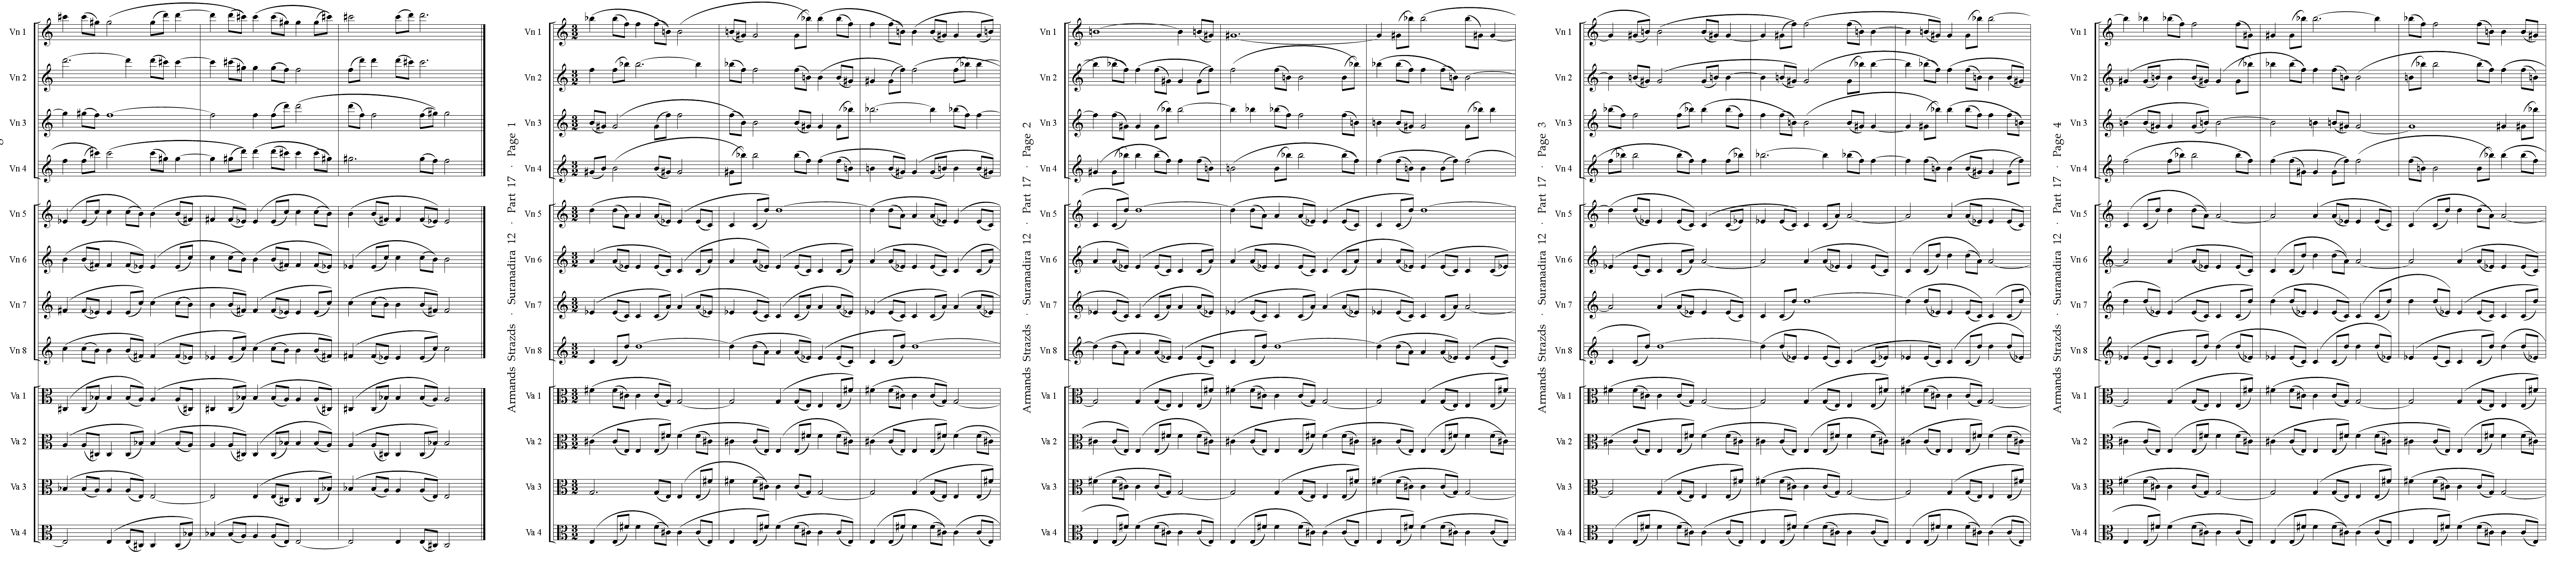 Vn 1
Vn 2
Vn 3
Vn 4
Vn 5
Vn 6
Vn 7
Vn 8
Va 1
Va 2
Va 3
Va 4
Armands Strazds · Suranadira 12 · Part 17 · Page 1
Vn 1
Vn 2
Vn 3
Vn 4
Vn 5
Vn 6
Vn 7
Vn 8
Va 1
Va 2
Va 3
Va 4
Armands Strazds · Suranadira 12 · Part 17 · Page 2
Vn 1
Vn 2
Vn 3
Vn 4
Vn 5
Vn 6
Vn 7
Vn 8
Va 1
Va 2
Va 3
Va 4
Armands Strazds · Suranadira 12 · Part 17 · Page 3
Vn 1
Vn 2
Vn 3
Vn 4
Vn 5
Vn 6
Vn 7
Vn 8
Va 1
Va 2
Va 3
Va 4
Armands Strazds · Suranadira 12 · Part 17 · Page 4
Vn 1
Vn 2
Vn 3
Vn 4
Vn 5
Vn 6
Vn 7
Vn 8
Va 1
Va 2
Va 3
Va 4